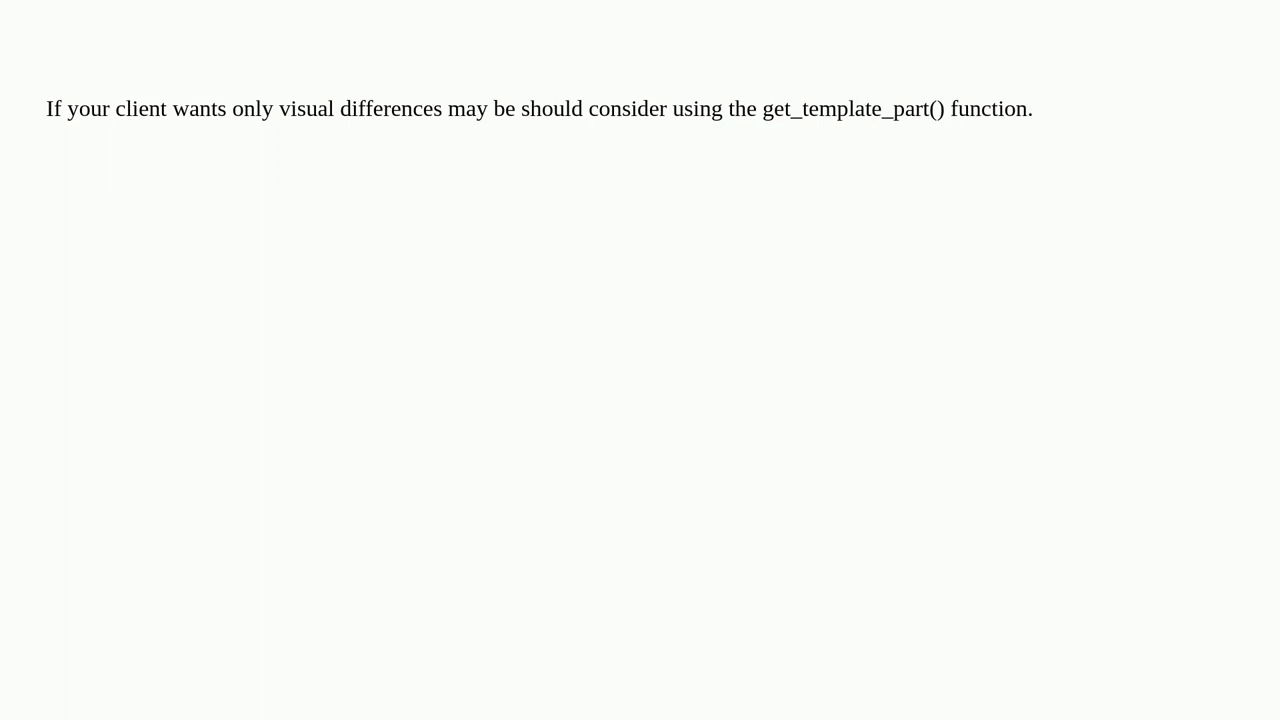 If your client wants only visual differences may be should consider using the get_template_part() function.